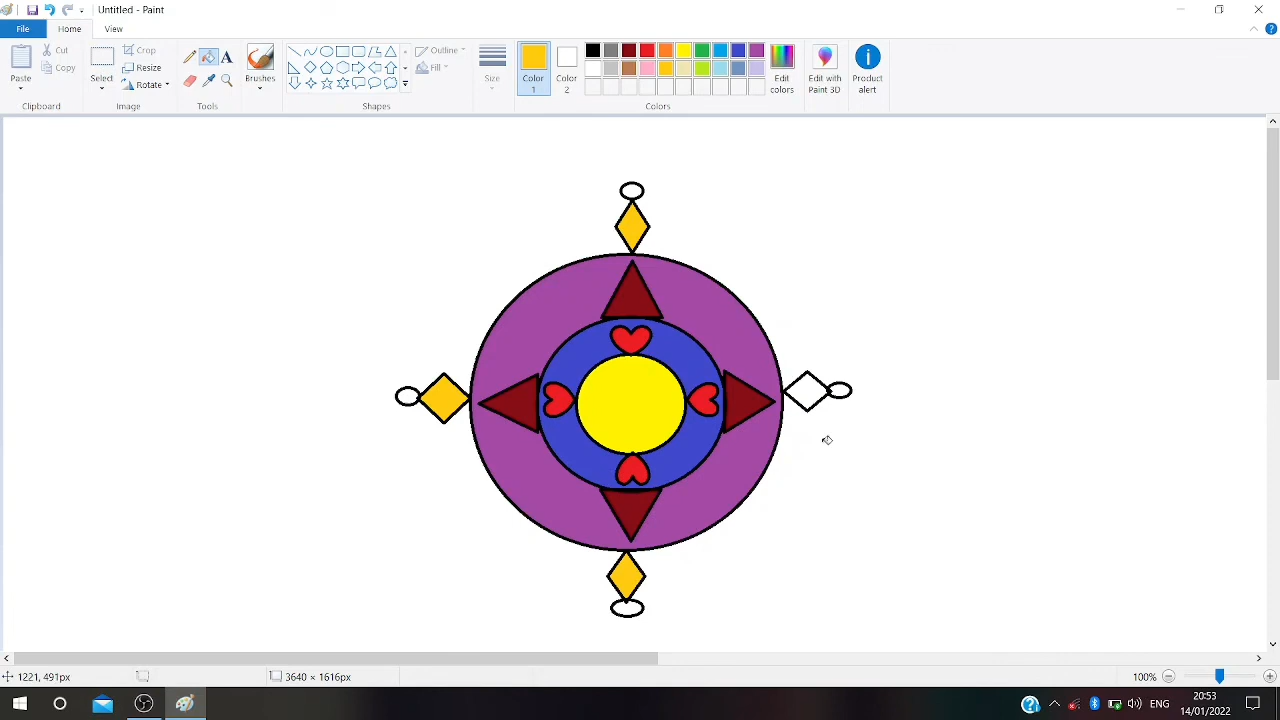 Untitled - Paint
File Home View
Paste
Cut
Copy
Clipboard
Select
Crop
Resize
Rotate
Image
Tools
Brushes
Shapes
Outline
Fill
Size
Color 1
Color 2
Colors
Edit colors
Edit with Paint 3D
Product alert
1221, 491px
3640 × 1616px
100%
ENG
20:53
14/01/2022